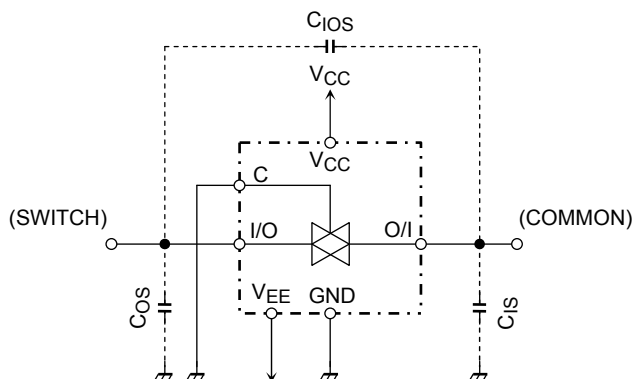 CIOS
VCC
VCC
C
(SWITCH)
I/O
O/I
(COMMON)
COS
VEE
GND
CIS